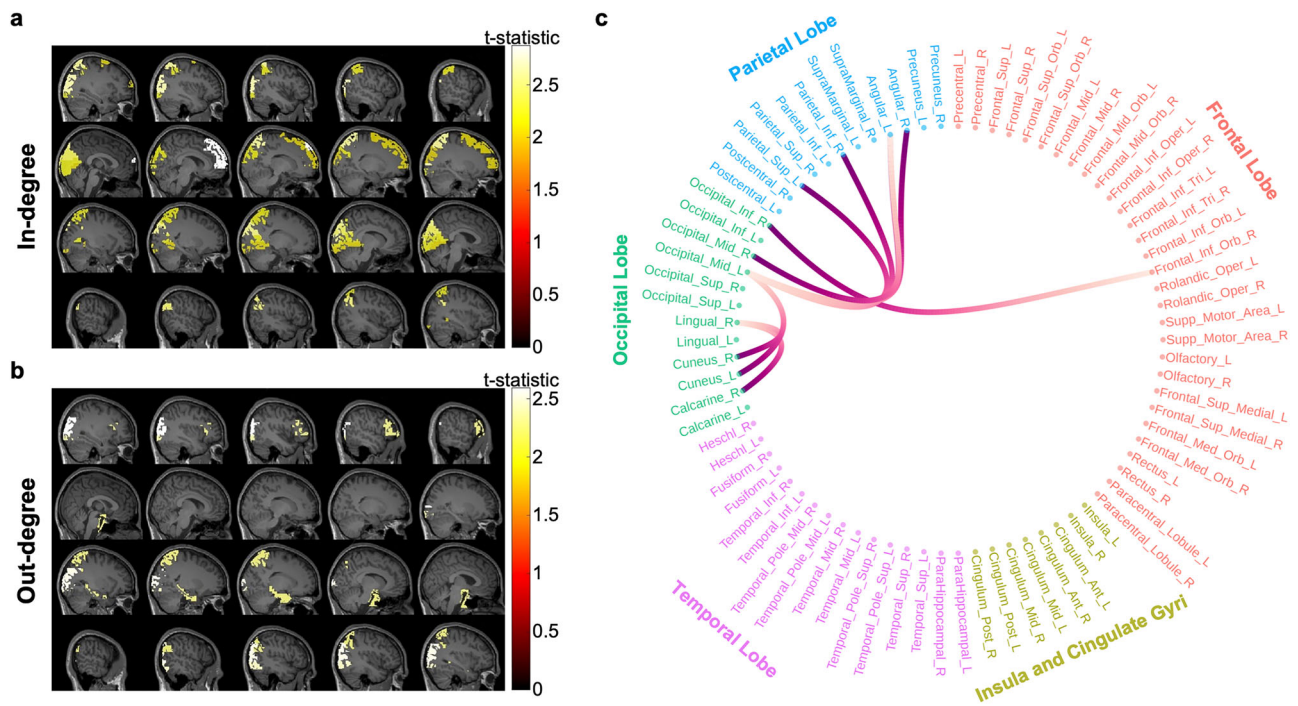 a
t-statistic
2.5
2
1.5
1
0.5
0
In-degree
b
t-statistic
2.5
2
1.5
1
0.5
0
Out-degree
c
Parietal Lobe
Precuneus_R
Precuneus_L
Angular_R
Angular_L
SupraMarginal_R
SupraMarginal_L
Parietal_Inf_R
Parietal_Inf_L
Parietal_Sup_R
Parietal_Sup_L
Postcentral_R
Postcentral_L
Occipital Lobe
Occipital_Inf_R
Occipital_Inf_L
Occipital_Mid_R
Occipital_Mid_L
Occipital_Sup_R
Occipital_Sup_L
Lingual_R
Lingual_L
Cuneus_R
Cuneus_L
Calcarine_R
Calcarine_L
Temporal Lobe
Heschl_R
Heschl_L
Fusiform_R
Fusiform_L
Temporal_Inf_R
Temporal_Inf_L
Temporal_Pole_Mid_R
Temporal_Pole_Mid_L
Temporal_Mid_R
Temporal_Mid_L
Temporal_Pole_Sup_R
Temporal_Pole_Sup_L
Temporal_Sup_R
Temporal_Sup_L
ParaHippocampal_R
ParaHippocampal_L
Insula and Cingulate Gyri
Cingulum_Post_R
Cingulum_Post_L
Cingulum_Mid_R
Cingulum_Mid_L
Cingulum_Ant_R
Cingulum_Ant_L
Insula_R
Insula_L
Frontal Lobe
Precentral_L
Precentral_R
Frontal_Sup_L
Frontal_Sup_R
Frontal_Sup_Orb_L
Frontal_Sup_Orb_R
Frontal_Mid_L
Frontal_Mid_R
Frontal_Mid_Orb_L
Frontal_Mid_Orb_R
Frontal_Inf_Oper_L
Frontal_Inf_Oper_R
Frontal_Inf_Tri_L
Frontal_Inf_Tri_R
Frontal_Inf_Orb_L
Frontal_Inf_Orb_R
Rolandic_Oper_L
Rolandic_Oper_R
Supp_Motor_Area_L
Supp_Motor_Area_R
Olfactory_L
Olfactory_R
Frontal_Sup_Medial_L
Frontal_Sup_Medial_R
Frontal_Med_Orb_L
Frontal_Med_Orb_R
Rectus_L
Rectus_R
Paracentral_Lobule_L
Paracentral_Lobule_R